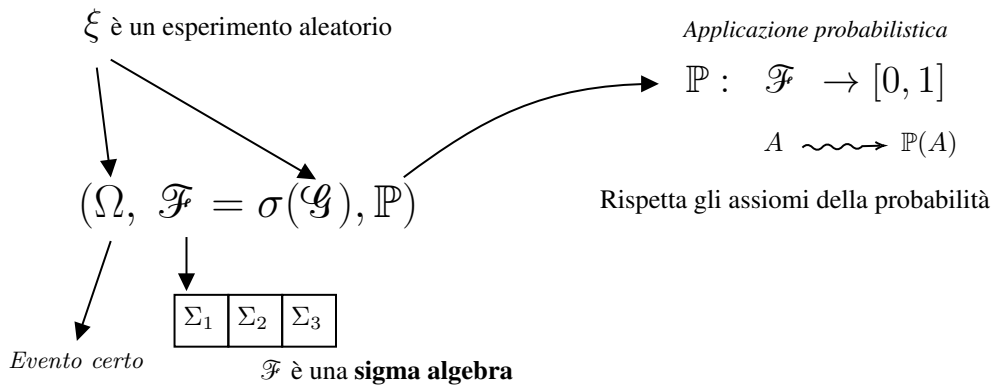 ξ è un esperimento aleatorio
Applicazione probabilistica
ℙ : ℱ → [0, 1]
A ⇝ ℙ(A)
Rispetta gli assiomi della probabilità
(Ω, ℱ = σ(𝒢), ℙ)
Σ₁ Σ₂ Σ₃
Evento certo
ℱ è una sigma algebra